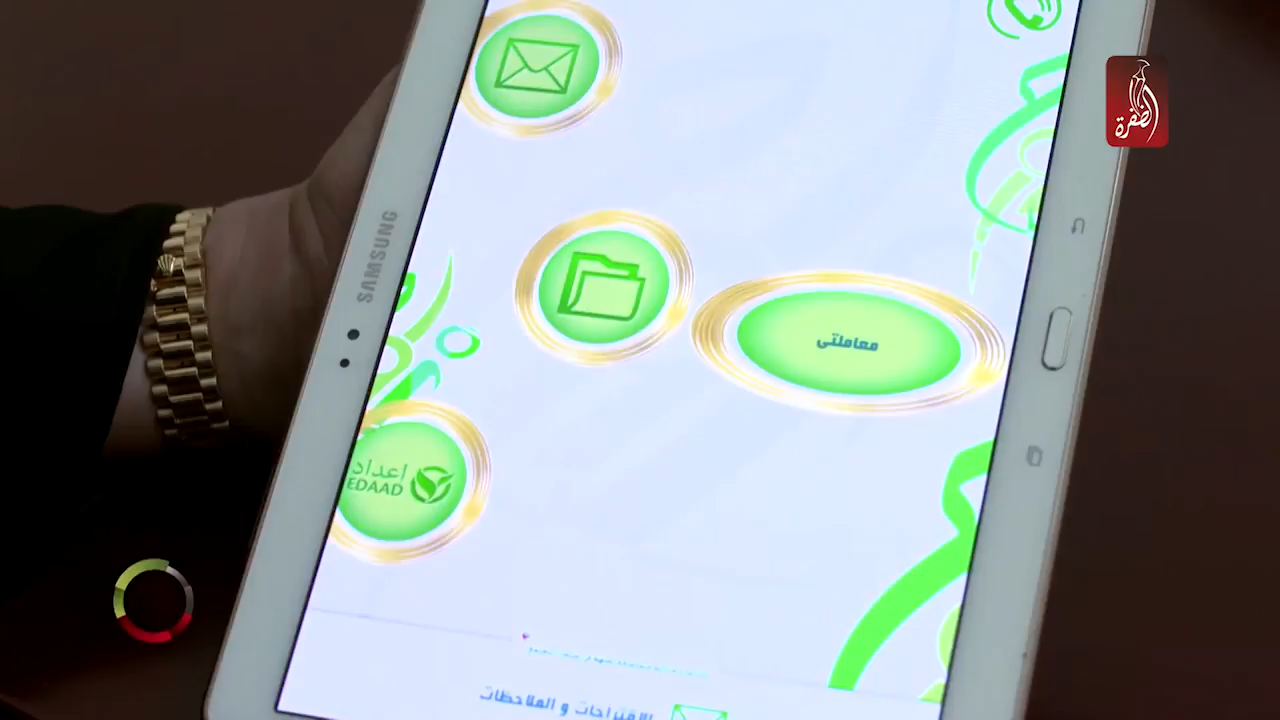 الظفرة
SAMSUNG
معاملتي
اعداد
EDAAD
الاقتراحات و الملاحظات